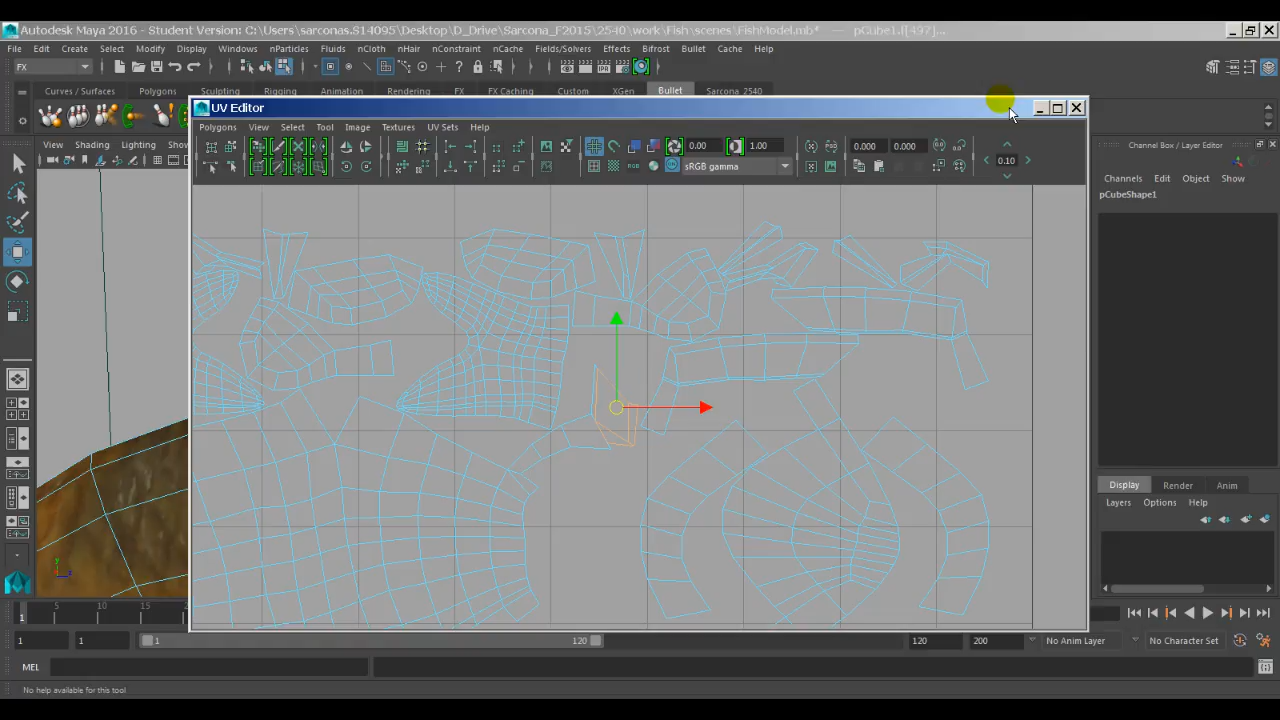 Autodesk Maya 2016 - Student Version: C:\Users\sarconas.S14095\Desktop\D_Drive\Sarcona_F2015\2540\work\Fish\scenes\FishModel.mb* --- pCube1.f[497]...
File Edit Create Select Modify Display Windows nParticles Fluids nCloth nHair nConstraint nCache Fields/Solvers Effects Bifrost Bullet Cache Help
FX
Curves / Surfaces Polygons Sculpting Rigging Animation Rendering FX FX Caching Custom XGen Bullet Sarcona_2540
UV Editor
Polygons View Select Tool Image Textures UV Sets Help
View Shading Lighting Show
0.00 1.00 0.000 0.000
sRGB gamma 0.10
Channel Box / Layer Editor
Channels Edit Object Show
pCubeShape1
Display Render Anim
Layers Options Help
5 10 15
1
1 1 1 120 120 200 No Anim Layer No Character Set
MEL
No help available for this tool